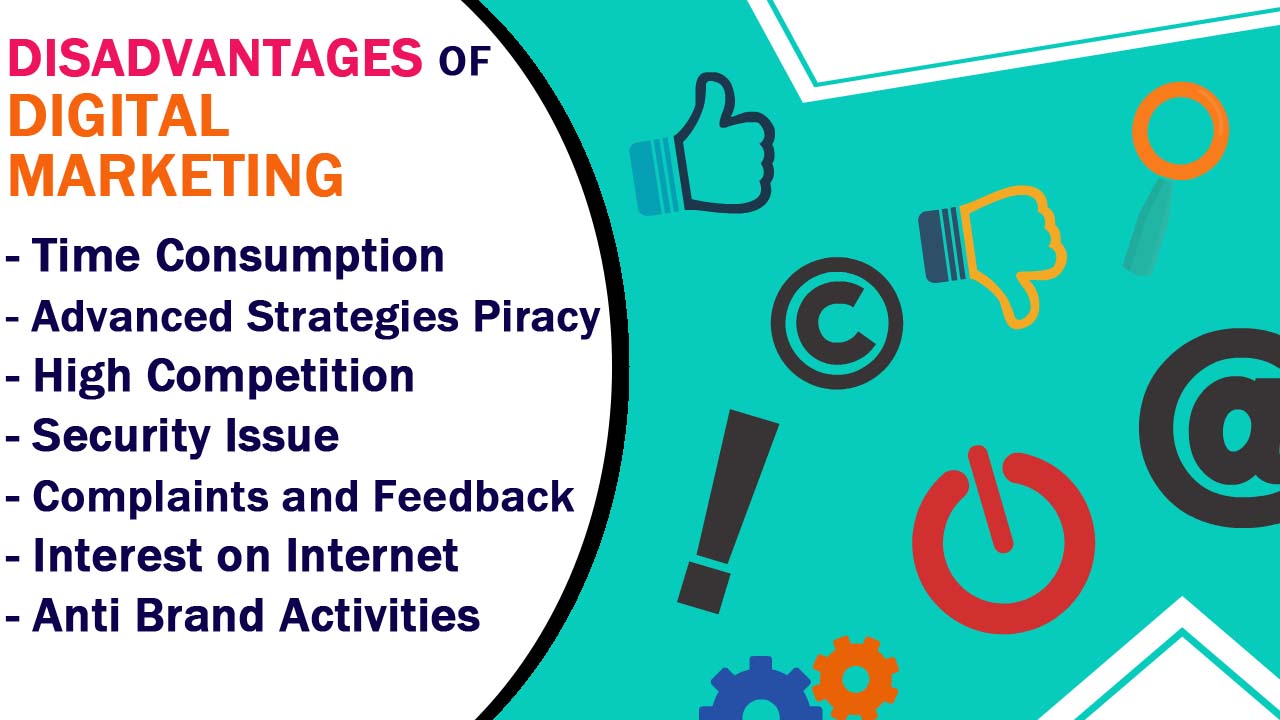 DISADVANTAGES OF
DIGITAL
MARKETING
- Time Consumption
- Advanced Strategies Piracy
- High Competition
- Security Issue
- Complaints and Feedback
- Interest on Internet
- Anti Brand Activities
©
!
@